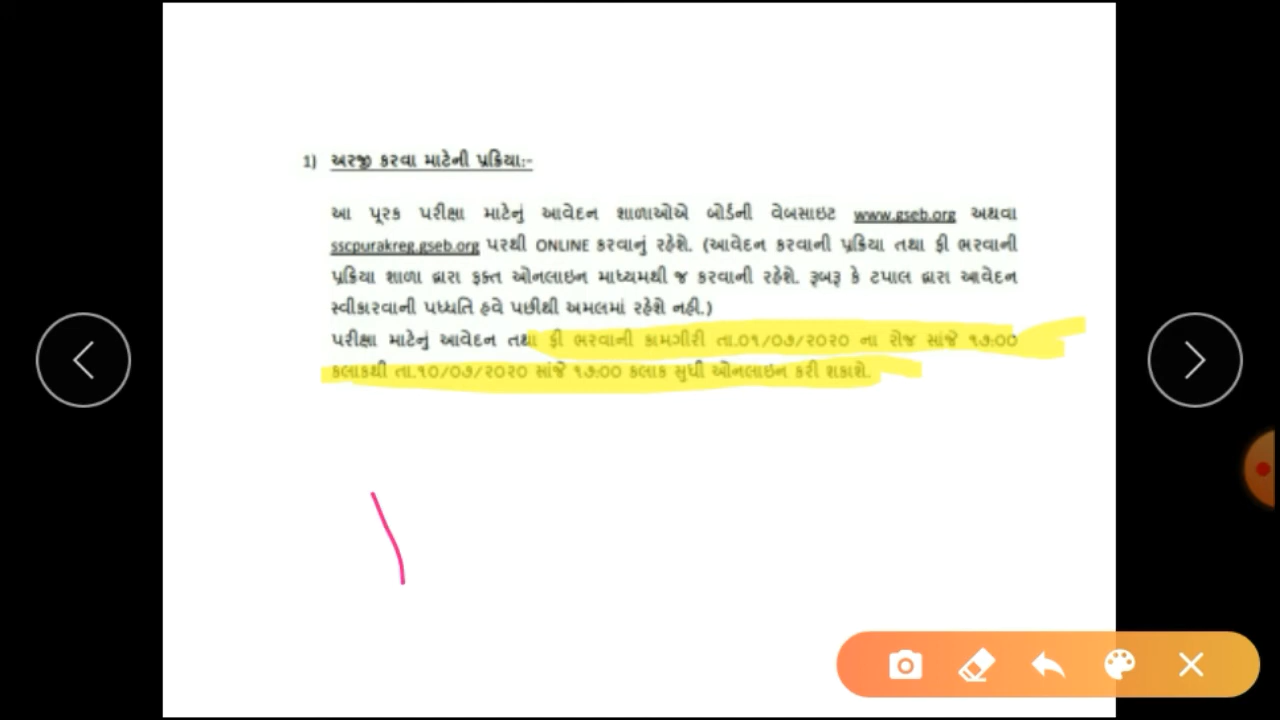 1) અરજી કરવા માટેની પ્રક્રિયા:-
આ પૂરક પરીક્ષા માટેનું આવેદન શાળાઓએ બોર્ડની વેબસાઇટ www.gseb.org અથવા
sscpurakreg.gseb.org પરથી ONLINE કરવાનું રહેશે. (આવેદન કરવાની પ્રક્રિયા તથા ફી ભરવાની
પ્રક્રિયા શાળા દ્વારા ફક્ત ઓનલાઇન માધ્યમથી જ કરવાની રહેશે. રૂબરૂ કે ટપાલ દ્વારા આવેદન
સ્વીકારવાની પધ્ધતિ હવે પછીથી અમલમાં રહેશે નહી.)
પરીક્ષા માટેનું આવેદન તથા ફી ભરવાની કામગીરી તા.૦૧/૦૭/૨૦૨૦ ના રોજ સાંજે ૧૭:૦૦
કલાકથી તા.૧૦/૦૭/૨૦૨૦ સાંજે ૧૭:૦૦ કલાક સુધી ઓનલાઇન કરી શકાશે.